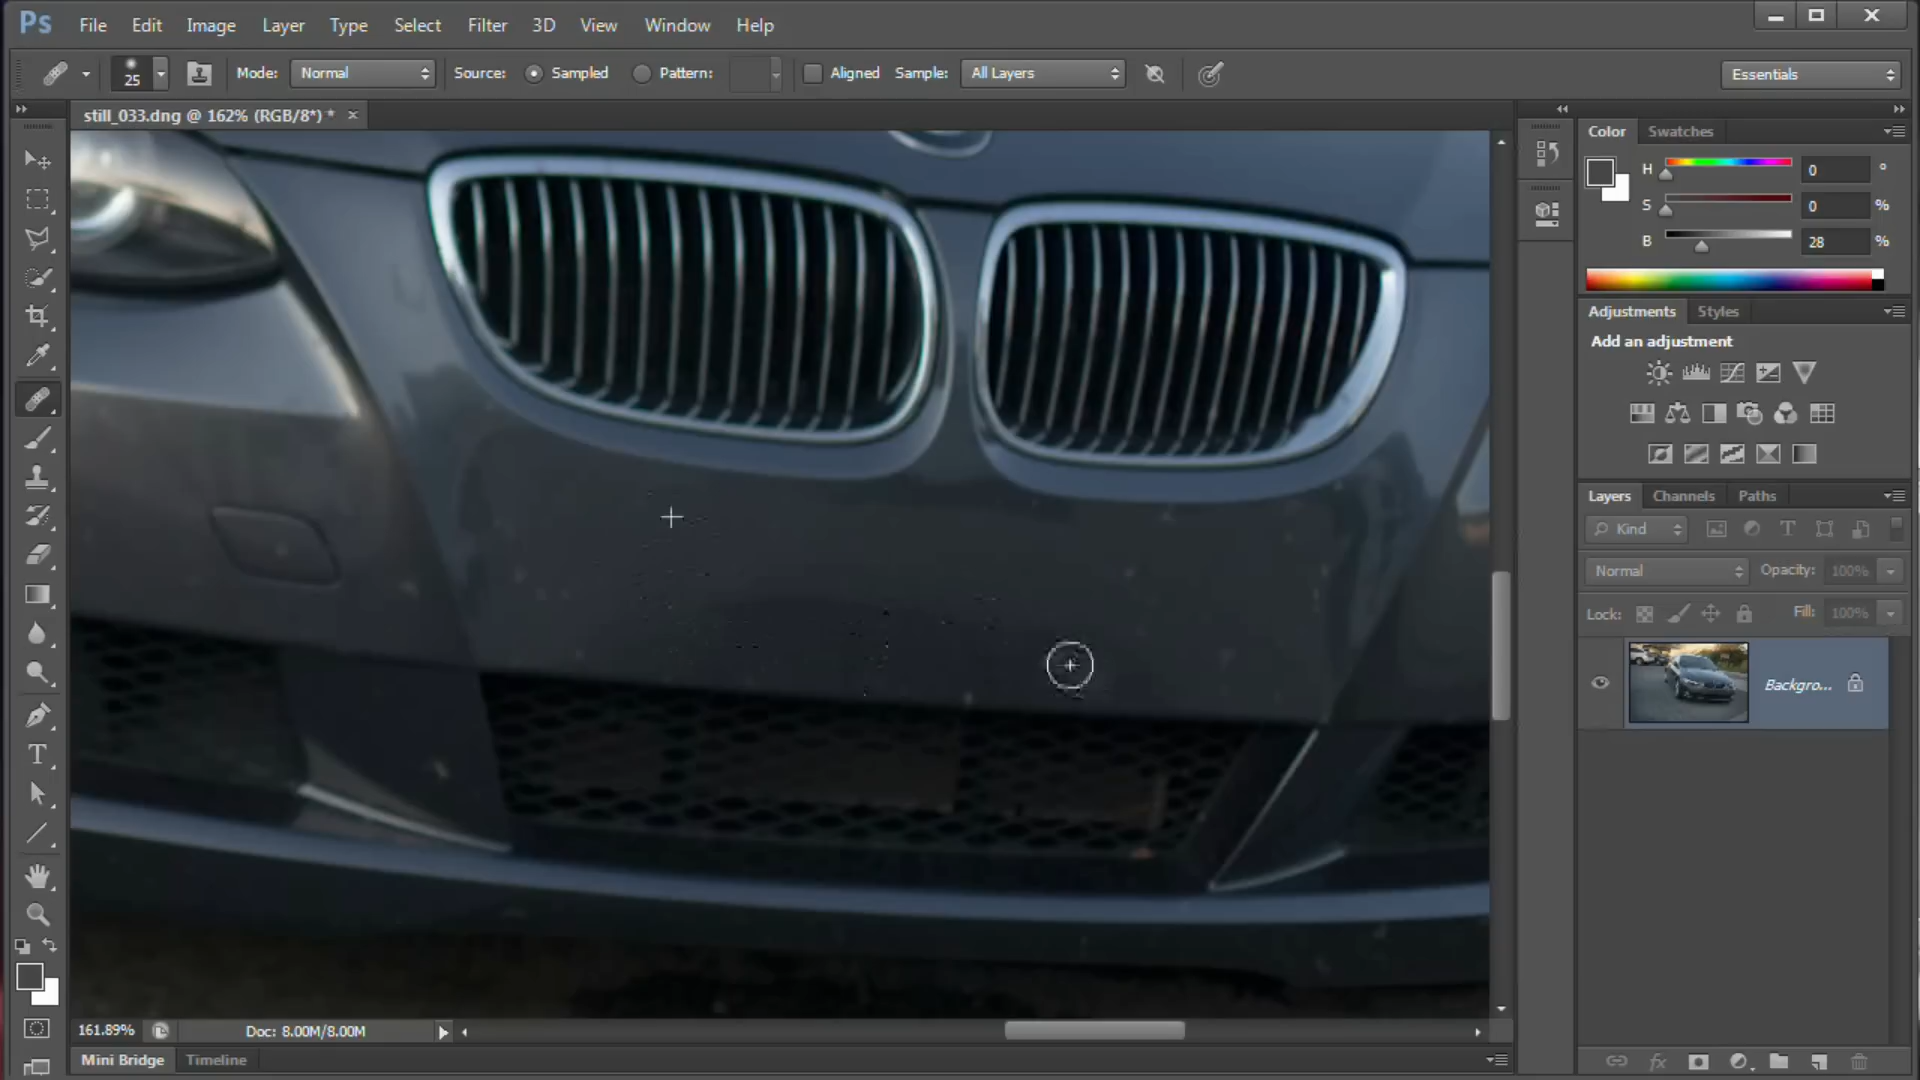 Ps File Edit Image Layer Type Select Filter 3D View Window Help
25 Mode: Normal Source: Sampled Pattern: Aligned Sample: All Layers Essentials
still_033.dng @ 162% (RGB/8*) * ×
Color Swatches
H 0 °
S 0 %
B 28 %
Adjustments Styles
Add an adjustment
Layers Channels Paths
Kind
Normal Opacity: 100%
Lock: Fill: 100%
Backgro...
161.89% Doc: 8.00M/8.00M
Mini Bridge Timeline